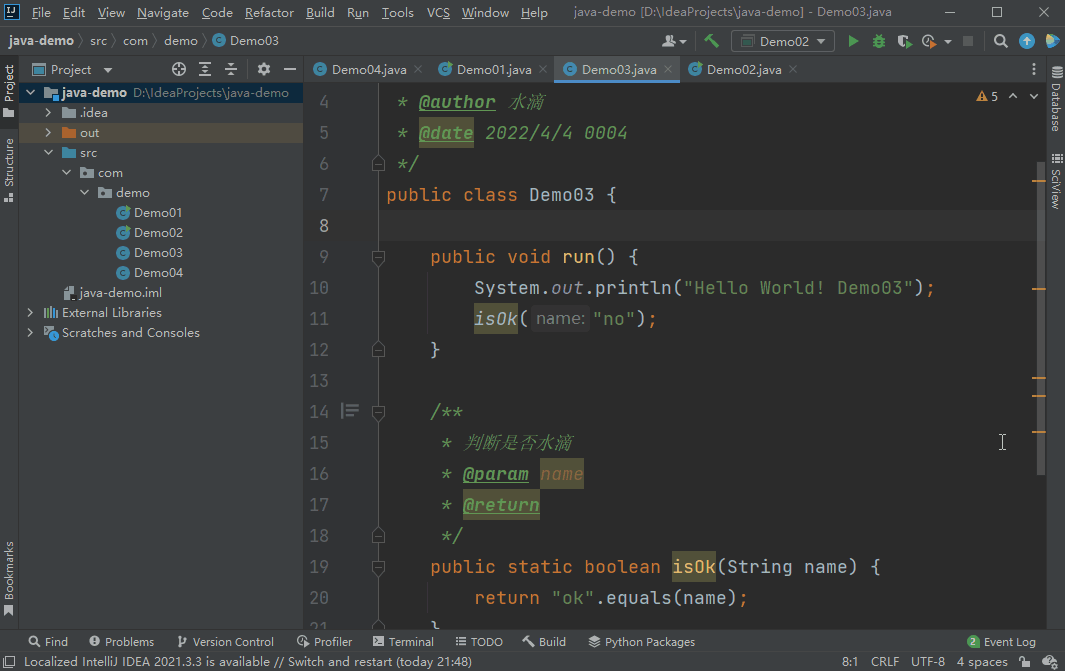 File Edit View Navigate Code Refactor Build Run Tools VCS Window Help java-demo [D:\IdeaProjects\java-demo] - Demo03.java
java-demo src com demo Demo03 Demo02
Project
Demo04.java Demo01.java Demo03.java Demo02.java
java-demo D:\IdeaProjects\java-demo
.idea
out
src
com
demo
Demo01
Demo02
Demo03
Demo04
java-demo.iml
External Libraries
Scratches and Consoles
Project
Structure
Bookmarks
5
4 * @author 水滴
5 * @date 2022/4/4 0004
6 */
7 public class Demo03 {
8
9 public void run() {
10 System.out.println("Hello World! Demo03");
11 isOk( name: "no");
12 }
13
14 /**
15 * 判断是否水滴
16 * @param name
17 * @return
18 */
19 public static boolean isOk(String name) {
20 return "ok".equals(name);
21 }
Database
SciView
Find Problems Version Control Profiler Terminal TODO Build Python Packages 2 Event Log
Localized IntelliJ IDEA 2021.3.3 is available // Switch and restart (today 21:48) 8:1 CRLF UTF-8 4 spaces